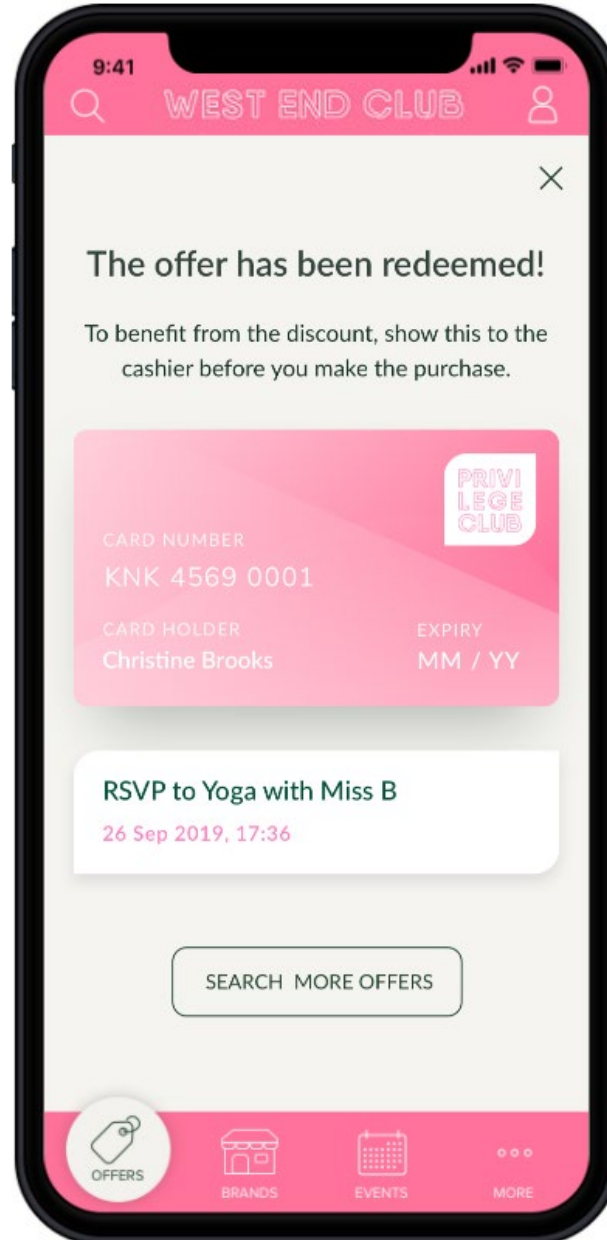 9:41
WEST END CLUB
The offer has been redeemed!
To benefit from the discount, show this to the
cashier before you make the purchase.
PRIVI
LEGE
CLUB
CARD NUMBER
KNK 4569 0001
CARD HOLDER
EXPIRY
Christine Brooks
MM / YY
RSVP to Yoga with Miss B
26 Sep 2019, 17:36
SEARCH MORE OFFERS
OFFERS
BRANDS
EVENTS
MORE